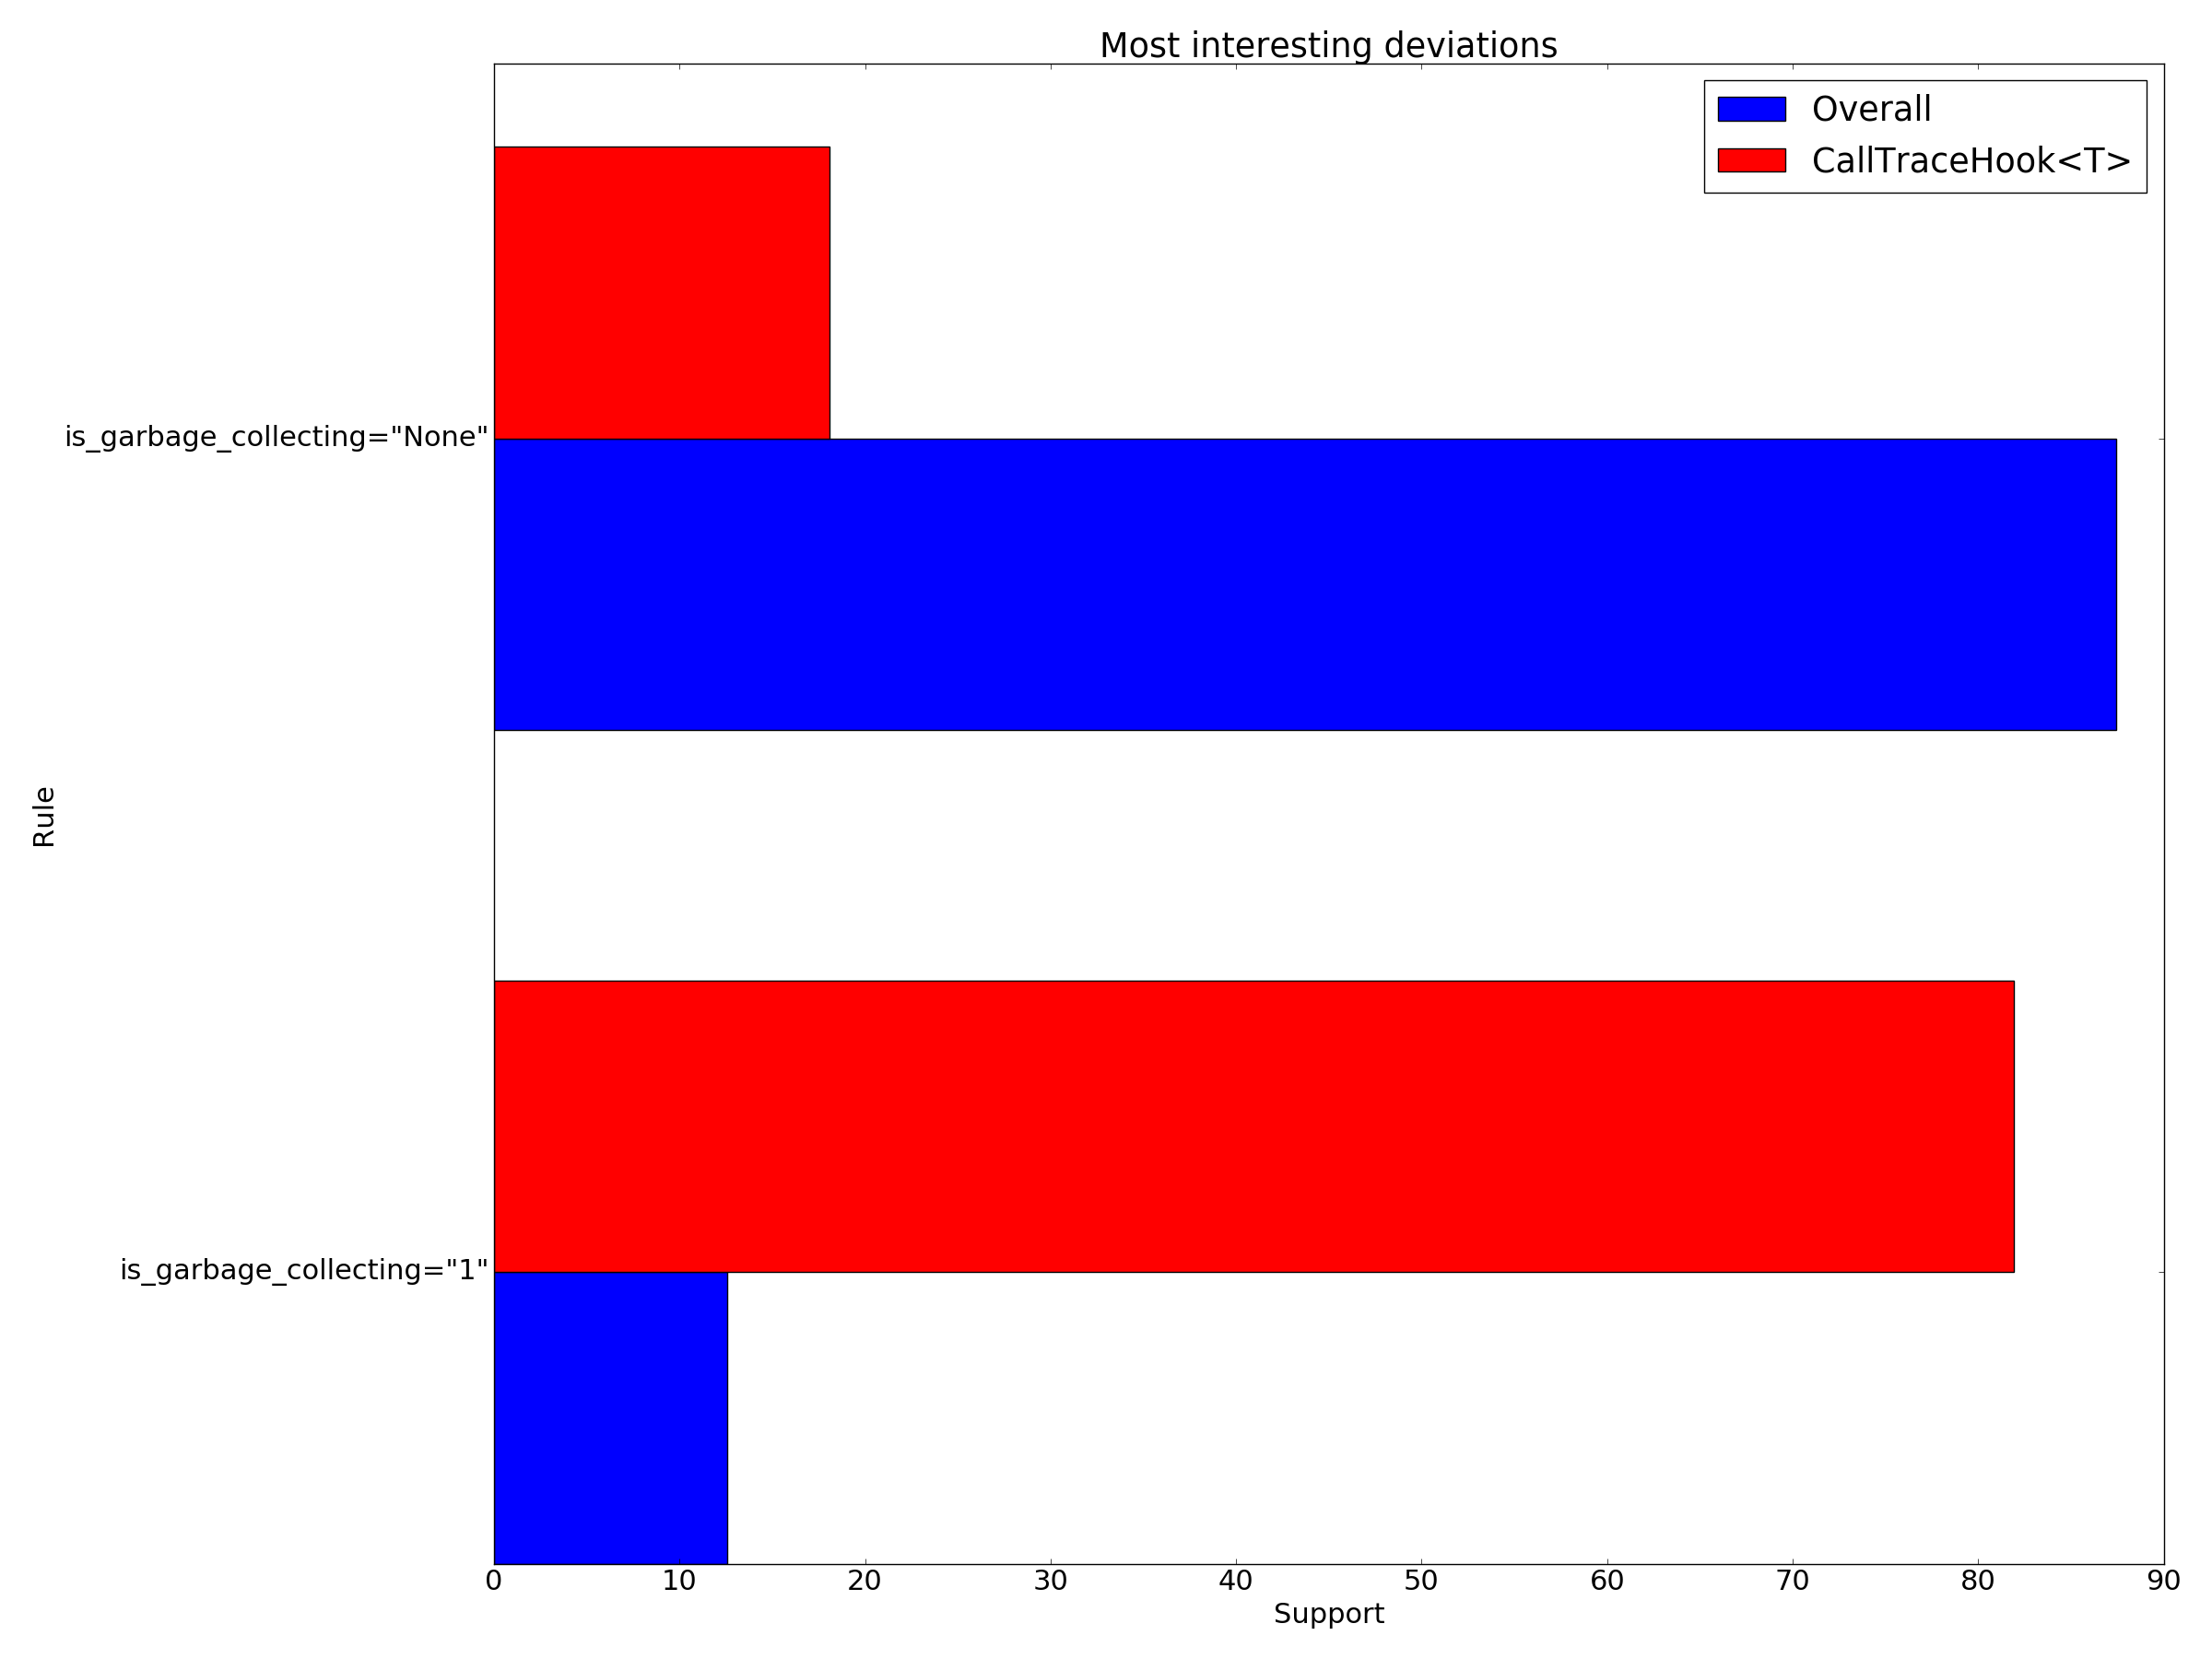 Most interesting deviations
Overall
CallTraceHook<T>
is_garbage_collecting="None"
Rule
is_garbage_collecting="1"
0 10 20 30 40 50 60 70 80 90
Support